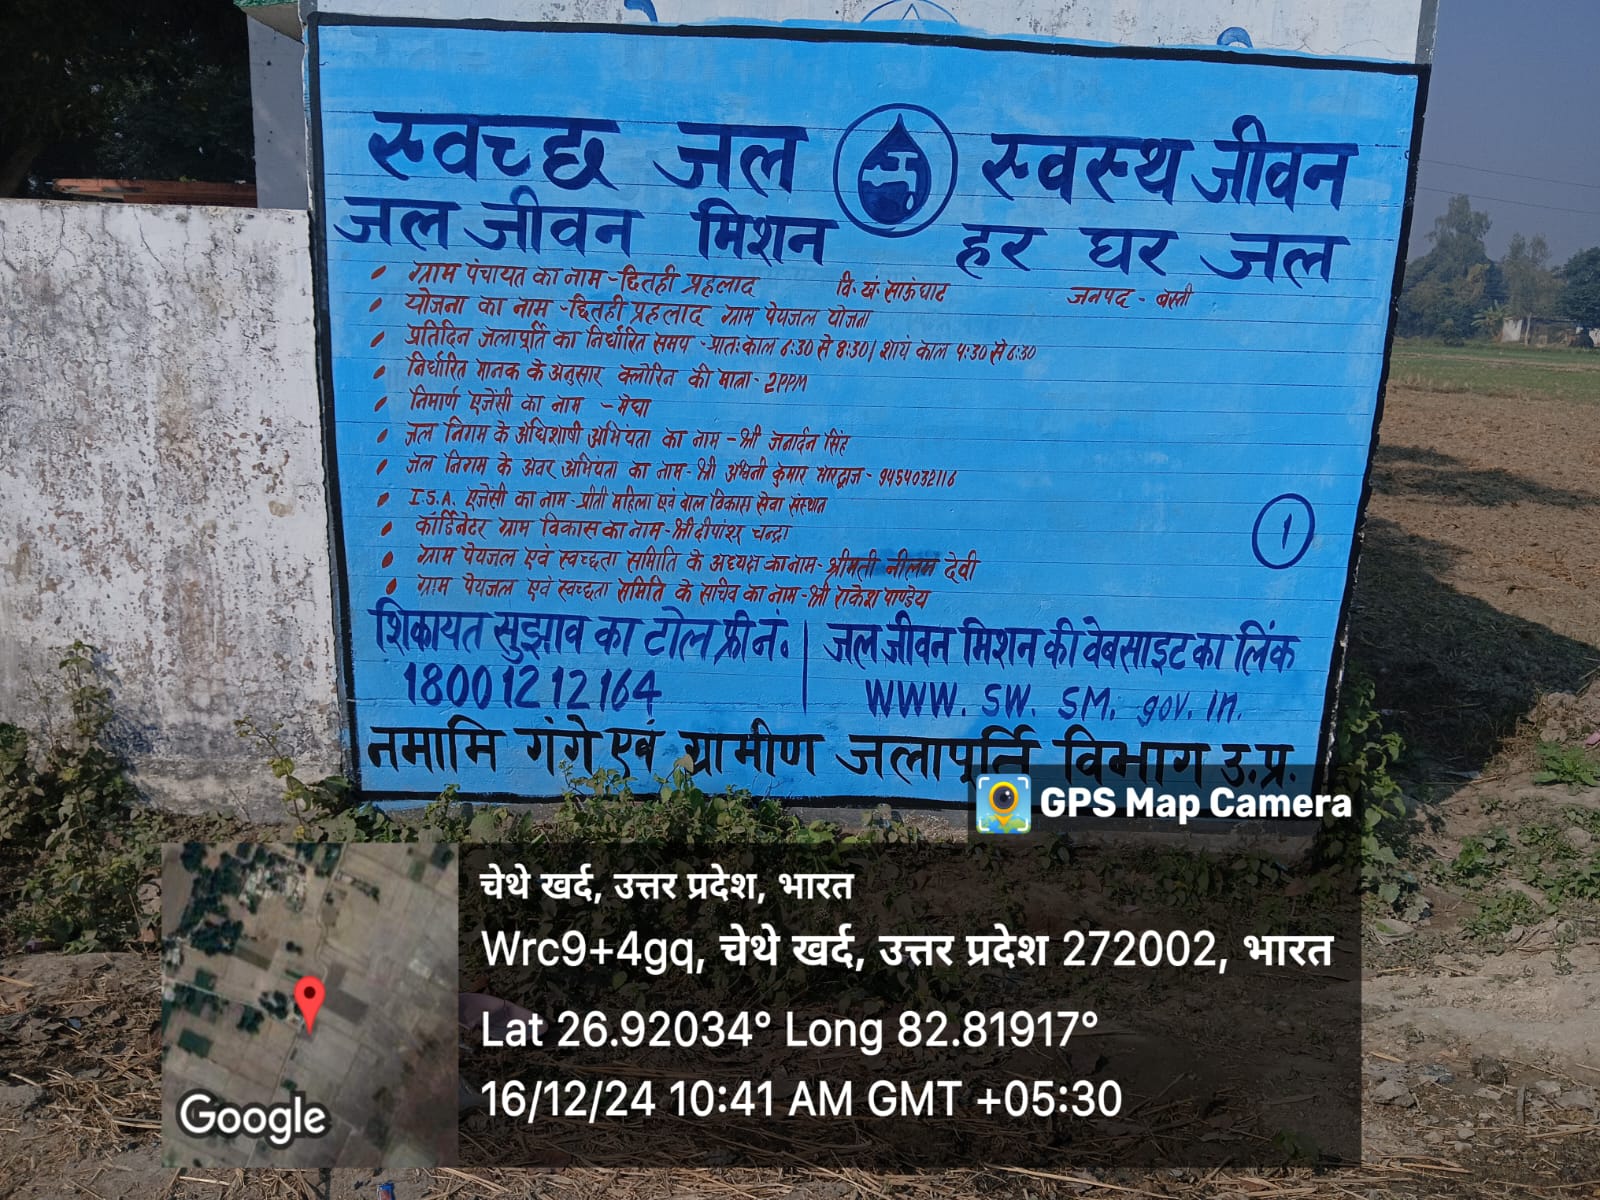 स्वच्छ जल स्वस्थ जीवन
जल जीवन मिशन हर घर जल
ग्राम पंचायत का नाम - छितही प्रहलाद वि. खं. साऊंघाट जनपद - बस्ती
योजना का नाम - छितही प्रहलाद ग्राम पेयजल योजना
प्रतिदिन जलापूर्ति का निर्धारित समय - प्रातः काल 6:30 से 8:30/ शायं काल 4:30 से 6:30
निर्धारित मानक के अनुसार क्लोरिन की मात्रा - 2PPM
निमार्ण एजेंसी का नाम - मेघा
जल निगम के अधिशाषी अभियंता का नाम - श्री जनार्दन सिंह
जल निगम के अवर अभियंता का नाम - श्री अश्वनी कुमार भारद्वाज - 9454032116
I.S.A. एजेंसी का नाम - प्रीती महिला एवं बाल विकास सेवा संस्थान
कॉर्डिनेटर ग्राम विकास का नाम - श्री दीपांशु चन्द्रा
ग्राम पेयजल एवं स्वच्छता समिति के अध्यक्ष का नाम - श्रीमती नीलम देवी
ग्राम पेयजल एवं स्वच्छता समिति के सचिव का नाम - श्री राकेश पाण्डेय
1
शिकायत सुझाव का टोल फ्री नं. | जल जीवन मिशन की वेबसाइट का लिंक
18001212164 WWW. SW. SM. gov. in.
नमामि गंगे एवं ग्रामीण जलापूर्ति विभाग उ.प्र.
GPS Map Camera
चेथे खर्द, उत्तर प्रदेश, भारत
Wrc9+4gq, चेथे खर्द, उत्तर प्रदेश 272002, भारत
Lat 26.92034° Long 82.81917°
16/12/24 10:41 AM GMT +05:30
Google